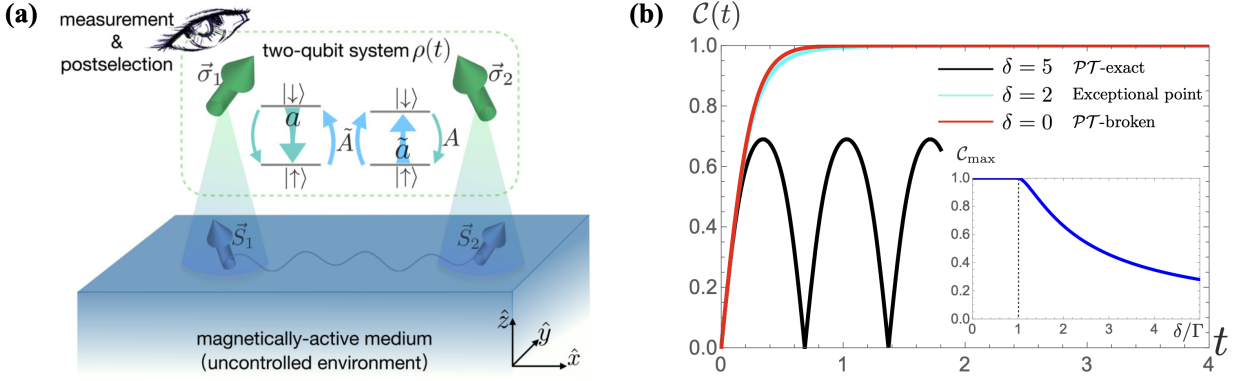 (a)
measurement
&
postselection
two-qubit system ρ(t)
σ⃗₁
σ⃗₂
|↓⟩
|↓⟩
a
Ã
ã
A
|↑⟩
|↑⟩
S⃗₁
S⃗₂
magnetically-active medium
(uncontrolled environment)
ẑ
ŷ
x̂
(b)
C(t)
1.0
0.8
0.6
0.4
0.2
0.0
0
1
2
3
4
t
δ = 5 PT-exact
δ = 2 Exceptional point
δ = 0 PT-broken
C_max
1.0
0.8
0.6
0.4
0.2
0.0
0
1
2
3
4
δ/Γ